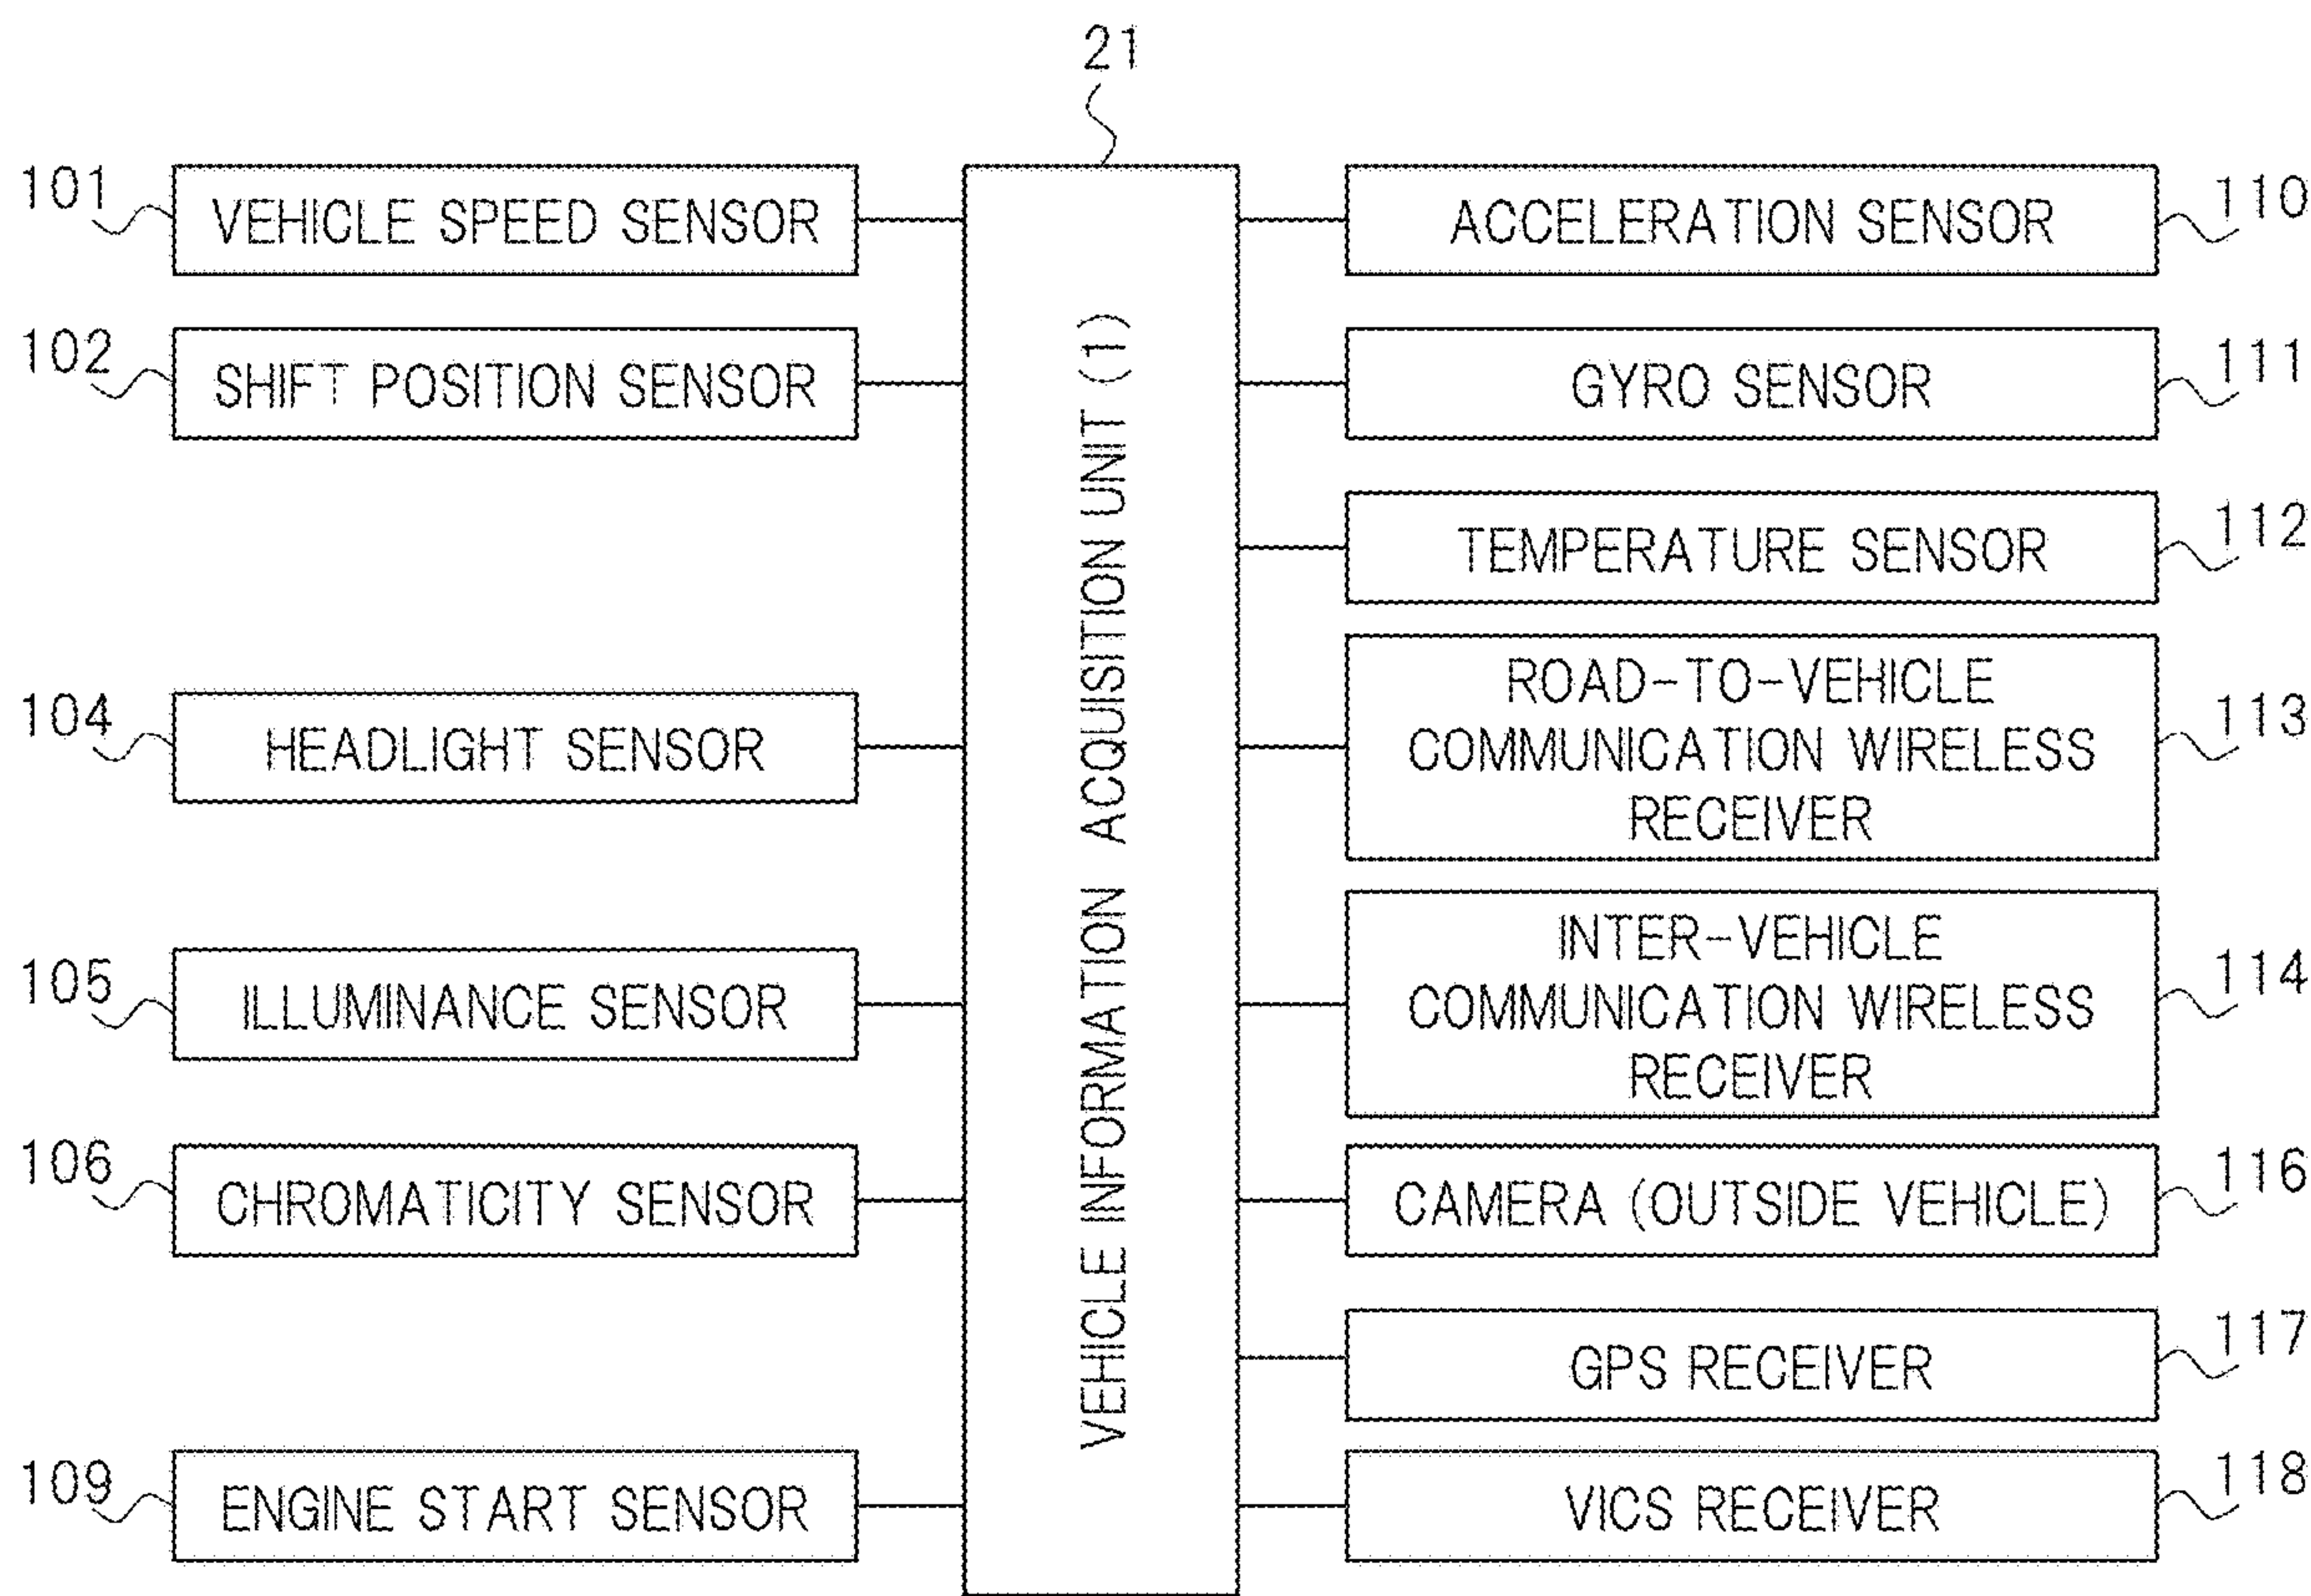 21
101
VEHICLE SPEED SENSOR
102
SHIFT POSITION SENSOR
104
HEADLIGHT SENSOR
105
ILLUMINANCE SENSOR
106
CHROMATICITY SENSOR
109
ENGINE START SENSOR
VEHICLE INFORMATION ACQUISITION UNIT (1)
ACCELERATION SENSOR
110
GYRO SENSOR
111
TEMPERATURE SENSOR
112
ROAD-TO-VEHICLE
COMMUNICATION WIRELESS
RECEIVER
113
INTER-VEHICLE
COMMUNICATION WIRELESS
RECEIVER
114
CAMERA (OUTSIDE VEHICLE)
116
GPS RECEIVER
117
VICS RECEIVER
118